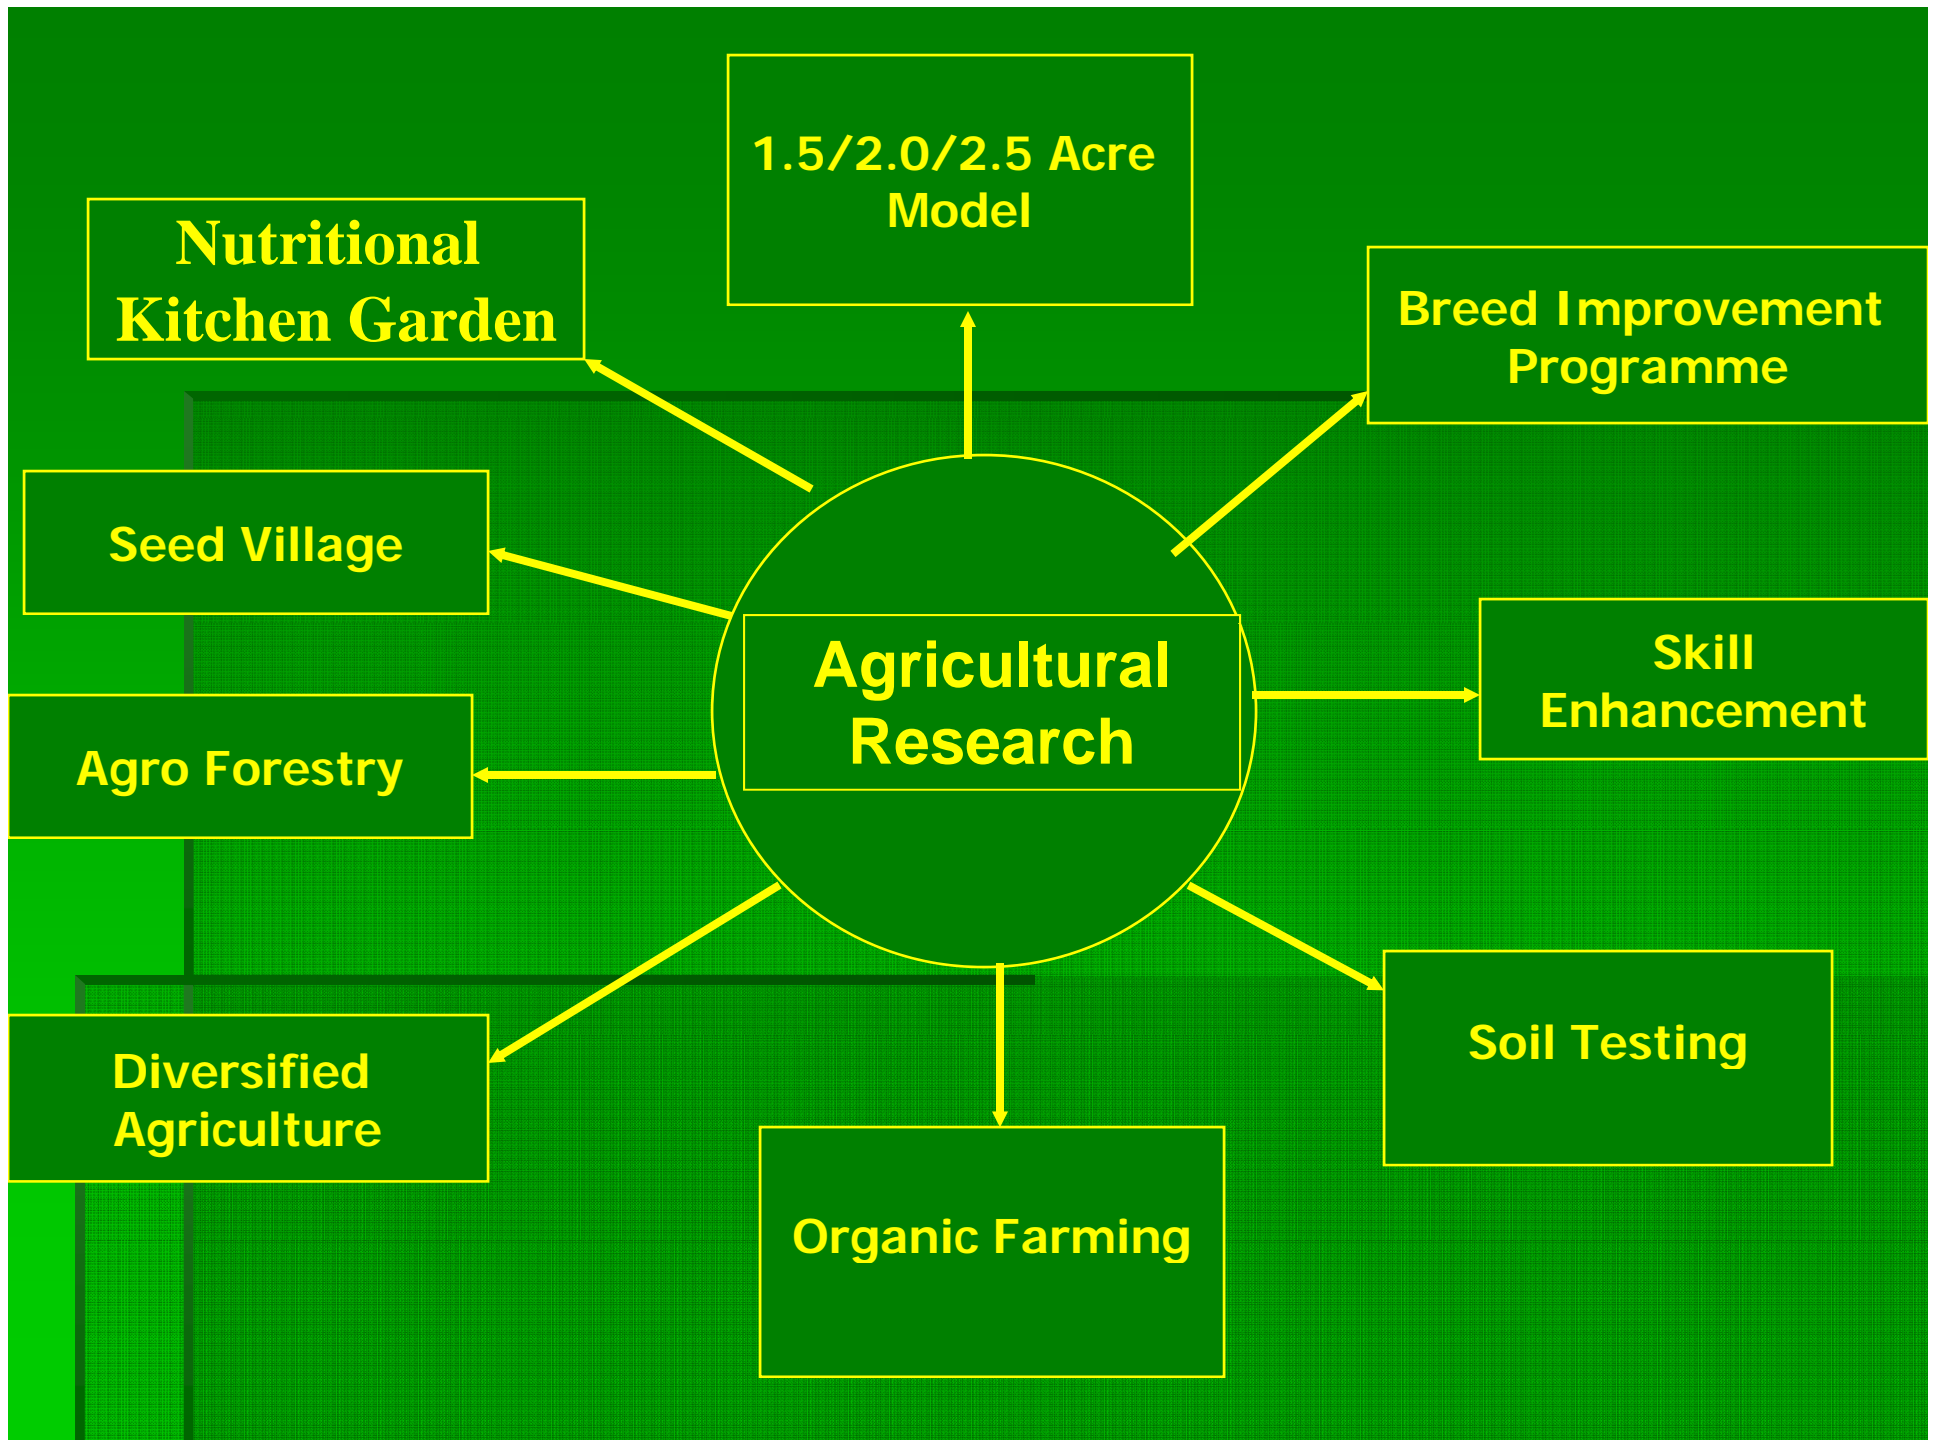 1.5/2.0/2.5 Acre
Model
Nutritional
Kitchen Garden
Breed Improvement
Programme
Seed Village
Agricultural
Research
Skill
Enhancement
Agro Forestry
Diversified
Agriculture
Soil Testing
Organic Farming